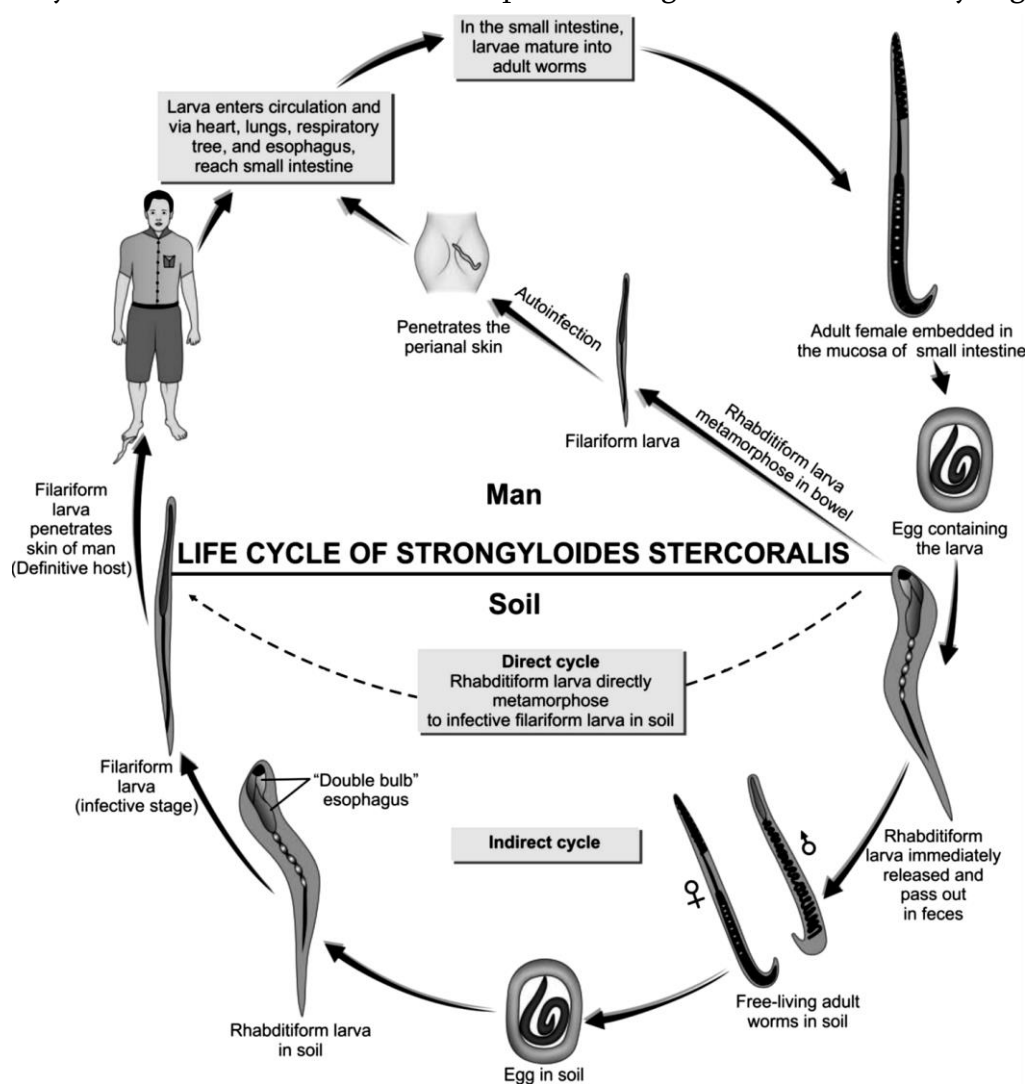 In the small intestine,
larvae mature into
adult worms
Larva enters circulation and
via heart, lungs, respiratory
tree, and esophagus,
reach small intestine
Penetrates the
perianal skin
Autoinfection
Filariform larva
Rhabditiform larva
metamorphose in bowel
Adult female embedded in
the mucosa of small intestine
Egg containing
the larva
Filariform
larva
penetrates
skin of man
(Definitive host)
Man
LIFE CYCLE OF STRONGYLOIDES STERCORALIS
Soil
Direct cycle
Rhabditiform larva directly
metamorphose
to infective filariform larva in soil
Filariform
larva
(infective stage)
"Double bulb"
esophagus
Indirect cycle
♀
♂
Rhabditiform
larva immediately
released and
pass out
in feces
Free-living adult
worms in soil
Rhabditiform larva
in soil
Egg in soil